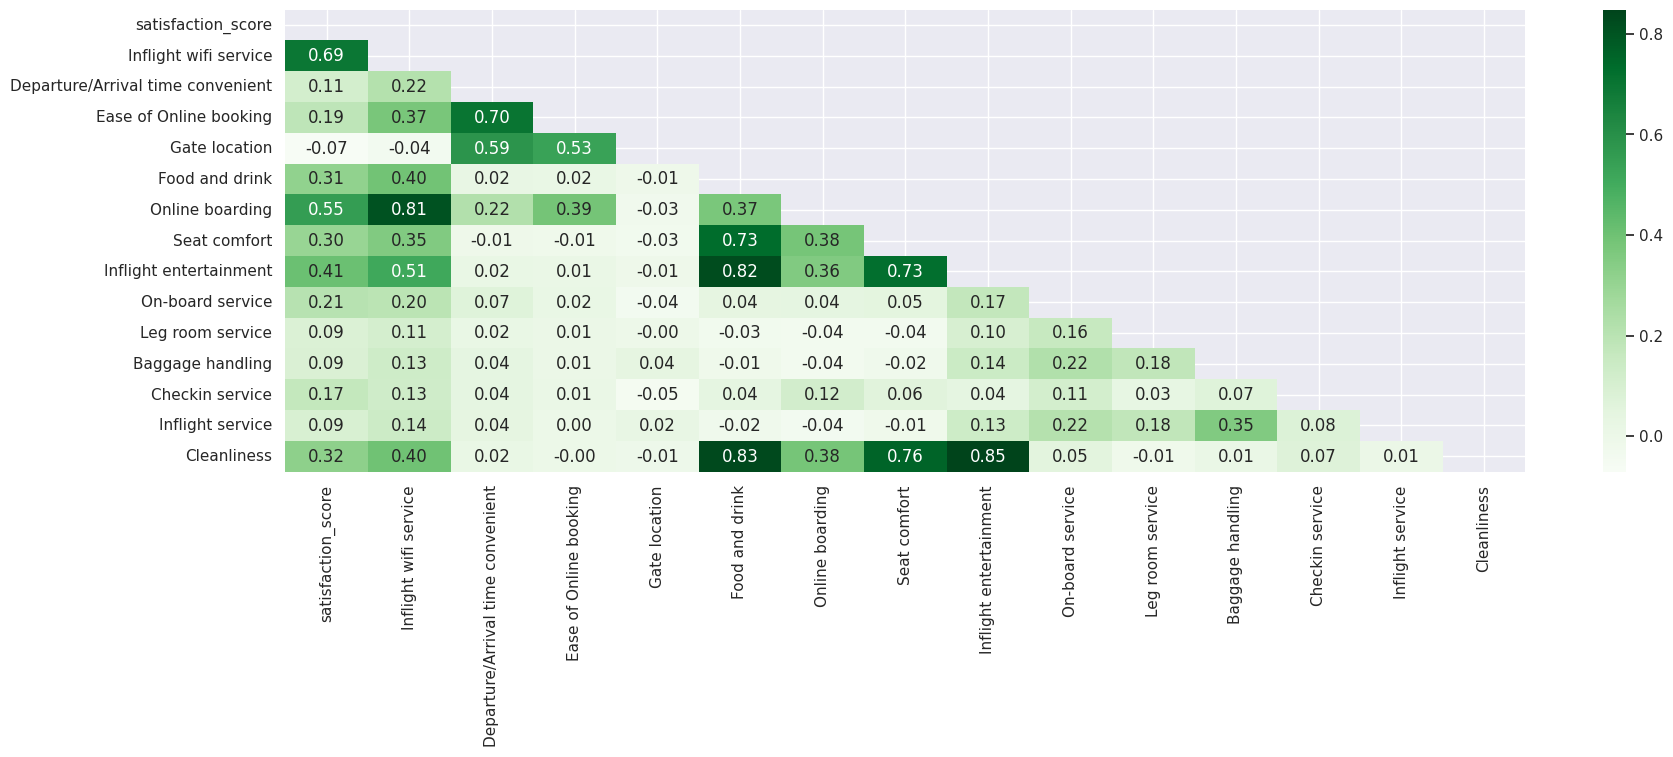 satisfaction_score
Inflight wifi service 0.69
Departure/Arrival time convenient 0.11 0.22
Ease of Online booking 0.19 0.37 0.70
Gate location -0.07 -0.04 0.59 0.53
Food and drink 0.31 0.40 0.02 0.02 -0.01
Online boarding 0.55 0.81 0.22 0.39 -0.03 0.37
Seat comfort 0.30 0.35 -0.01 -0.01 -0.03 0.73 0.38
Inflight entertainment 0.41 0.51 0.02 0.01 -0.01 0.82 0.36 0.73
On-board service 0.21 0.20 0.07 0.02 -0.04 0.04 0.04 0.05 0.17
Leg room service 0.09 0.11 0.02 0.01 -0.00 -0.03 -0.04 -0.04 0.10 0.16
Baggage handling 0.09 0.13 0.04 0.01 0.04 -0.01 -0.04 -0.02 0.14 0.22 0.18
Checkin service 0.17 0.13 0.04 0.01 -0.05 0.04 0.12 0.06 0.04 0.11 0.03 0.07
Inflight service 0.09 0.14 0.04 0.00 0.02 -0.02 -0.04 -0.01 0.13 0.22 0.18 0.35 0.08
Cleanliness 0.32 0.40 0.02 -0.00 -0.01 0.83 0.38 0.76 0.85 0.05 -0.01 0.01 0.07 0.01
satisfaction_score
Inflight wifi service
Departure/Arrival time convenient
Ease of Online booking
Gate location
Food and drink
Online boarding
Seat comfort
Inflight entertainment
On-board service
Leg room service
Baggage handling
Checkin service
Inflight service
Cleanliness
0.8
0.6
0.4
0.2
0.0